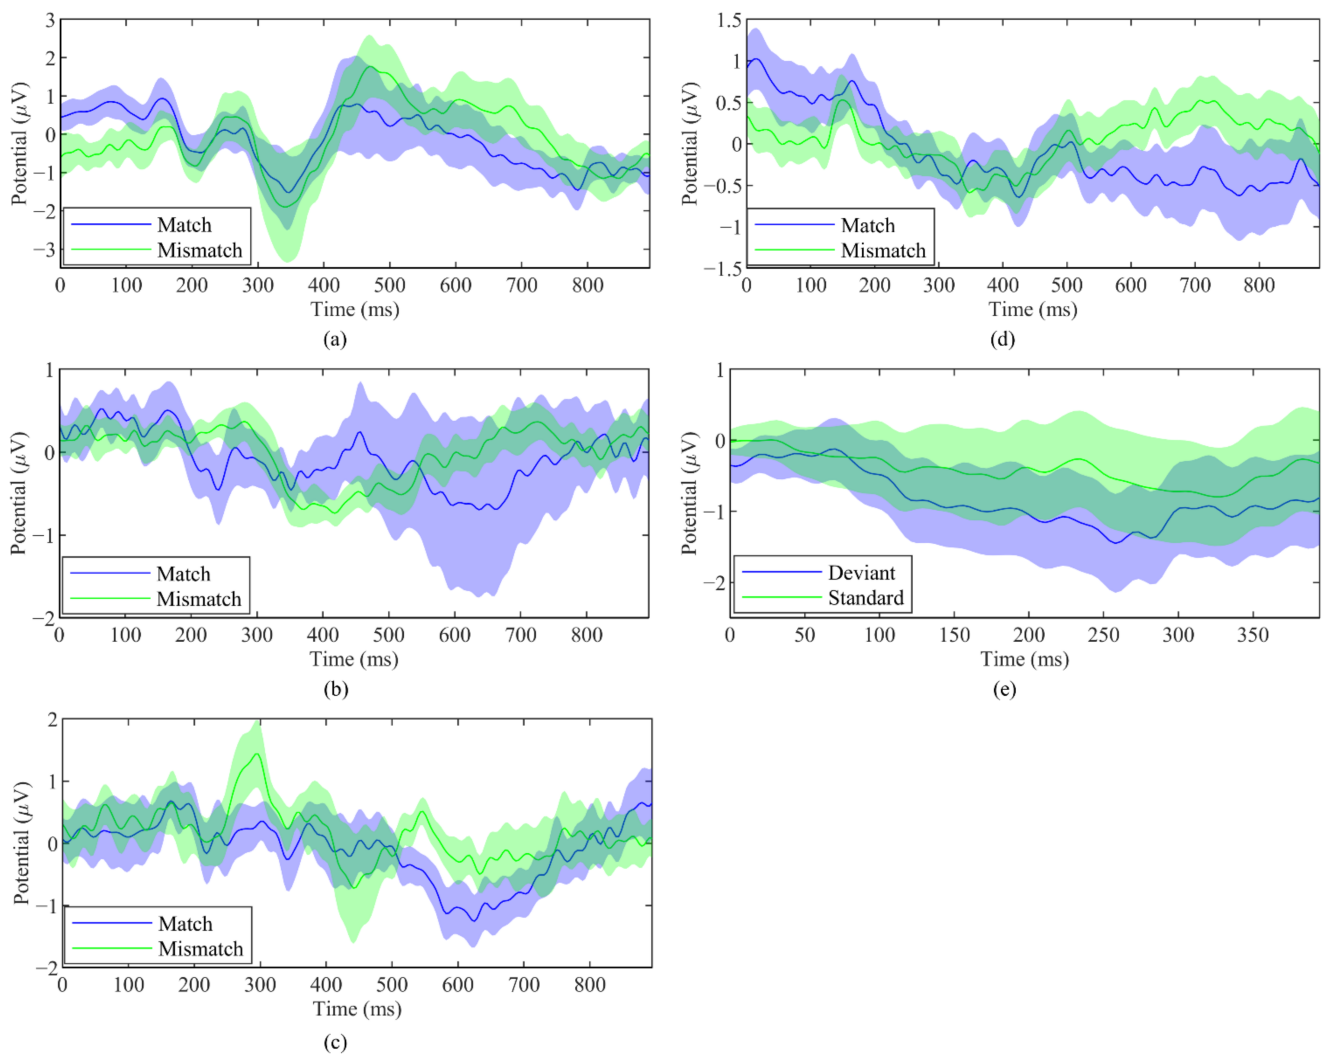 3
2
1
0
−1
−2
−3
Potential (μV)
Match
Mismatch
0 100 200 300 400 500 600 700 800
Time (ms)
(a)
1.5
1
0.5
0
−0.5
−1
−1.5
Potential (μV)
Match
Mismatch
0 100 200 300 400 500 600 700 800
Time (ms)
(d)
1
0
−1
−2
Potential (μV)
Match
Mismatch
0 100 200 300 400 500 600 700 800
Time (ms)
(b)
1
0
−1
−2
Potential (μV)
Deviant
Standard
0 50 100 150 200 250 300 350
Time (ms)
(e)
2
1
0
−1
−2
Potential (μV)
Match
Mismatch
0 100 200 300 400 500 600 700 800
Time (ms)
(c)